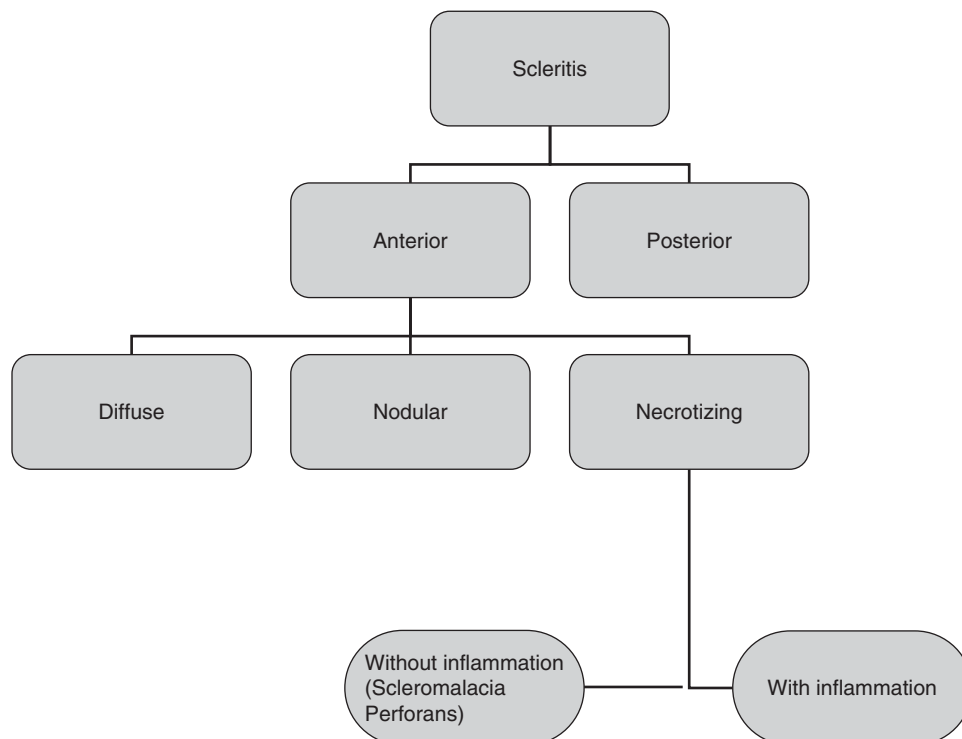 Scleritis
Anterior
Posterior
Diffuse
Nodular
Necrotizing
Without inflammation
(Scleromalacia
Perforans)
With inflammation